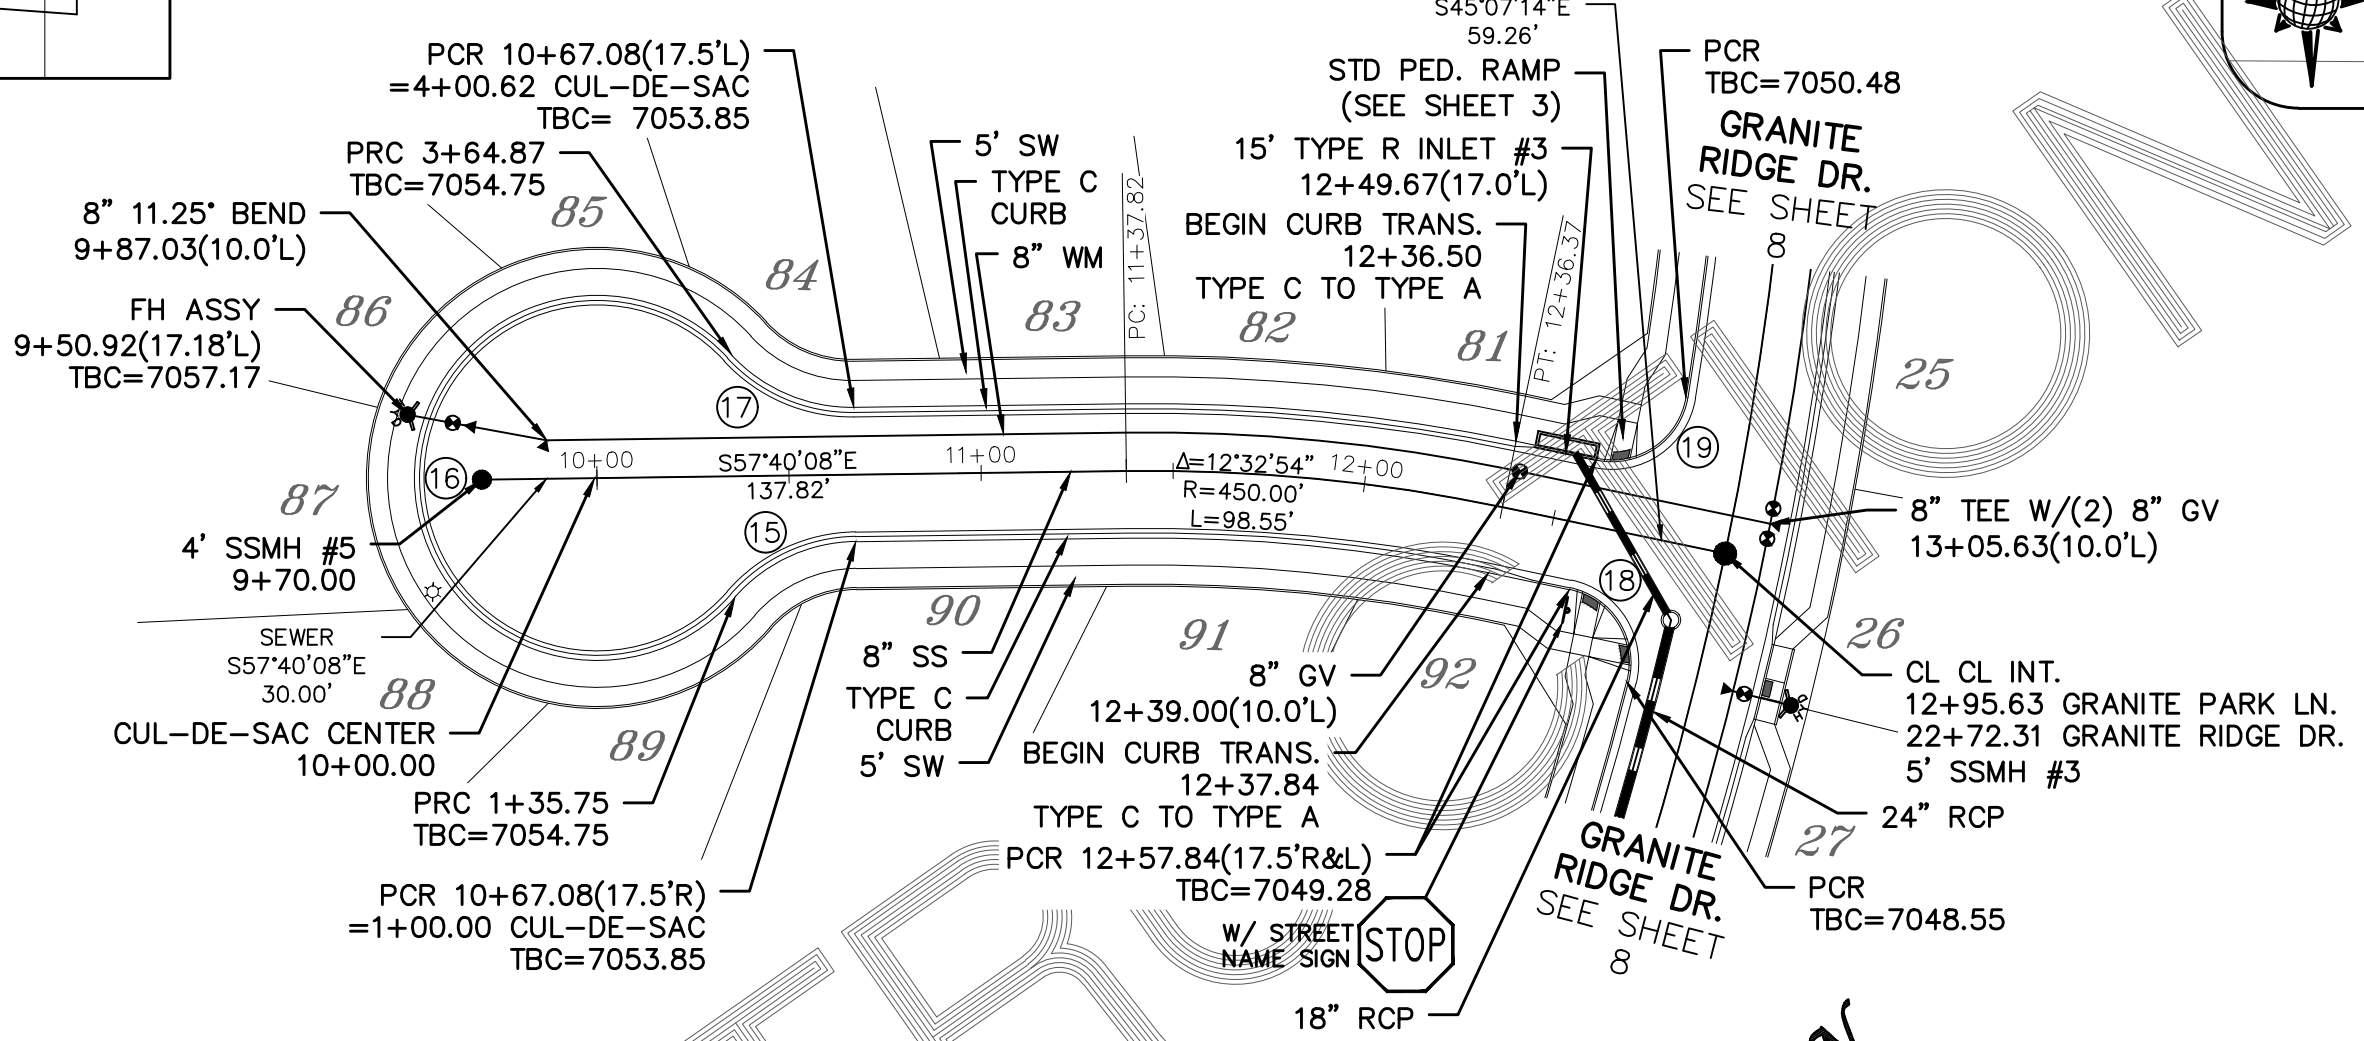 PCR 10+67.08(17.5'L)
=4+00.62 CUL-DE-SAC
TBC= 7053.85
PRC 3+64.87
TBC=7054.75
8" 11.25° BEND
9+87.03(10.0'L)
FH ASSY
9+50.92(17.18'L)
TBC=7057.17
85
86
84
87
88
89
83
82
81
90
91
92
25
26
27
5' SW
TYPE C
CURB
8" WM
PC: 11+37.82
S45°07'14"E
59.26'
STD PED. RAMP
(SEE SHEET 3)
15' TYPE R INLET #3
12+49.67(17.0'L)
BEGIN CURB TRANS.
12+36.50
TYPE C TO TYPE A
PT: 12+36.37
PCR
TBC=7050.48
GRANITE
RIDGE DR.
SEE SHEET
8
17
16
15
19
18
10+00
S57°40'08"E
137.82'
11+00
Δ=12°32'54"
R=450.00'
L=98.55'
12+00
8" TEE W/(2) 8" GV
13+05.63(10.0'L)
4' SSMH #5
9+70.00
SEWER
S57°40'08"E
30.00'
CUL-DE-SAC CENTER
10+00.00
PRC 1+35.75
TBC=7054.75
PCR 10+67.08(17.5'R)
=1+00.00 CUL-DE-SAC
TBC=7053.85
8" SS
TYPE C
CURB
5' SW
8" GV
12+39.00(10.0'L)
BEGIN CURB TRANS.
12+37.84
TYPE C TO TYPE A
PCR 12+57.84(17.5'R&L)
TBC=7049.28
W/ STREET
NAME SIGN
STOP
18" RCP
CL CL INT.
12+95.63 GRANITE PARK LN.
22+72.31 GRANITE RIDGE DR.
5' SSMH #3
24" RCP
GRANITE
RIDGE DR.
SEE SHEET
8
PCR
TBC=7048.55